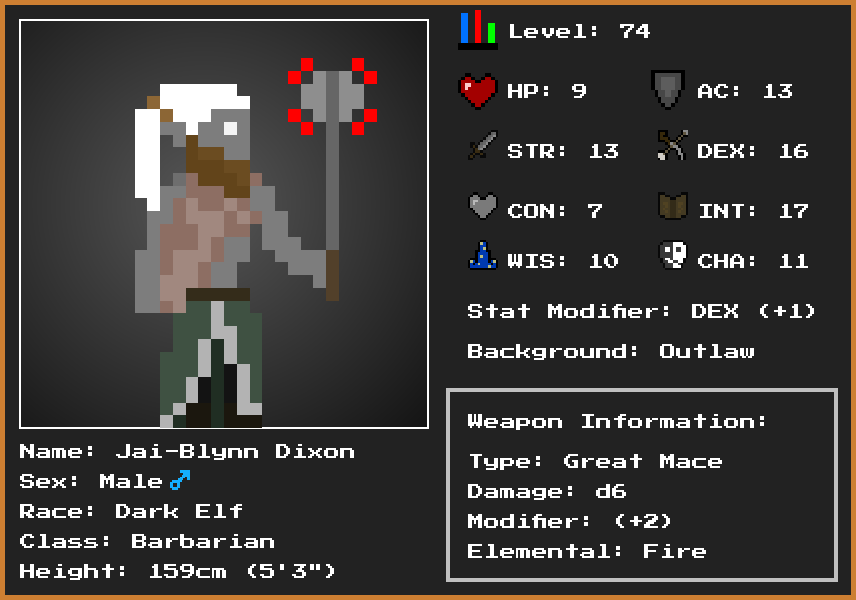 Level: 74
HP: 9 AC: 13
STR: 13 DEX: 16
CON: 7 INT: 17
WIS: 10 CHA: 11
Stat Modifier: DEX (+1)
Background: Outlaw
Weapon Information:
Type: Great Mace
Damage: d6
Modifier: (+2)
Elemental: Fire
Name: Jai-Blynn Dixon
Sex: Male ♂
Race: Dark Elf
Class: Barbarian
Height: 159cm (5'3")